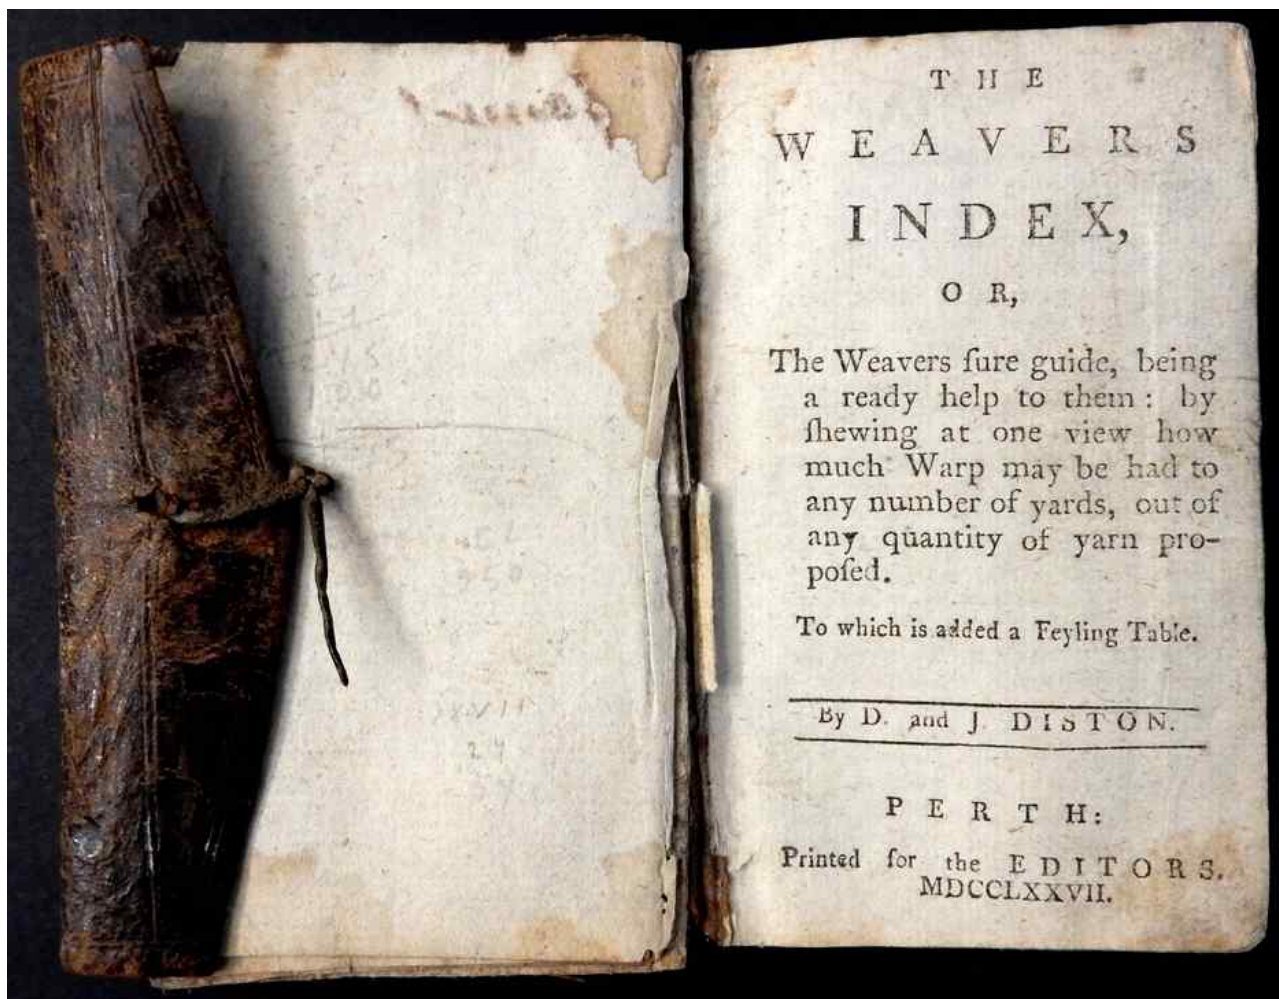 THE
WEAVERS
INDEX,
OR,
The Weavers ſure guide, being
a ready help to them : by
ſhewing at one view how
much Warp may be had to
any number of yards, out of
any quantity of yarn pro-
poſed.
To which is added a Feyling Table.
By D. and J. DISTON.
PERTH:
Printed for the EDITORS.
MDCCLXXVII.
24